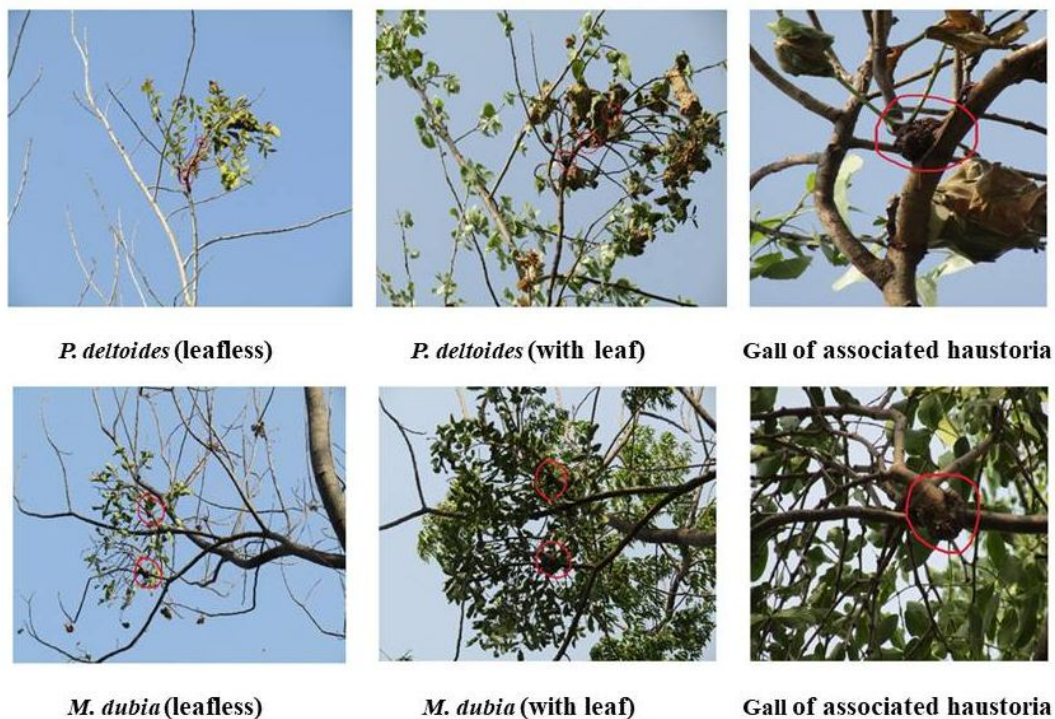 P. deltoides (leafless)
P. deltoides (with leaf)
Gall of associated haustoria
M. dubia (leafless)
M. dubia (with leaf)
Gall of associated haustoria